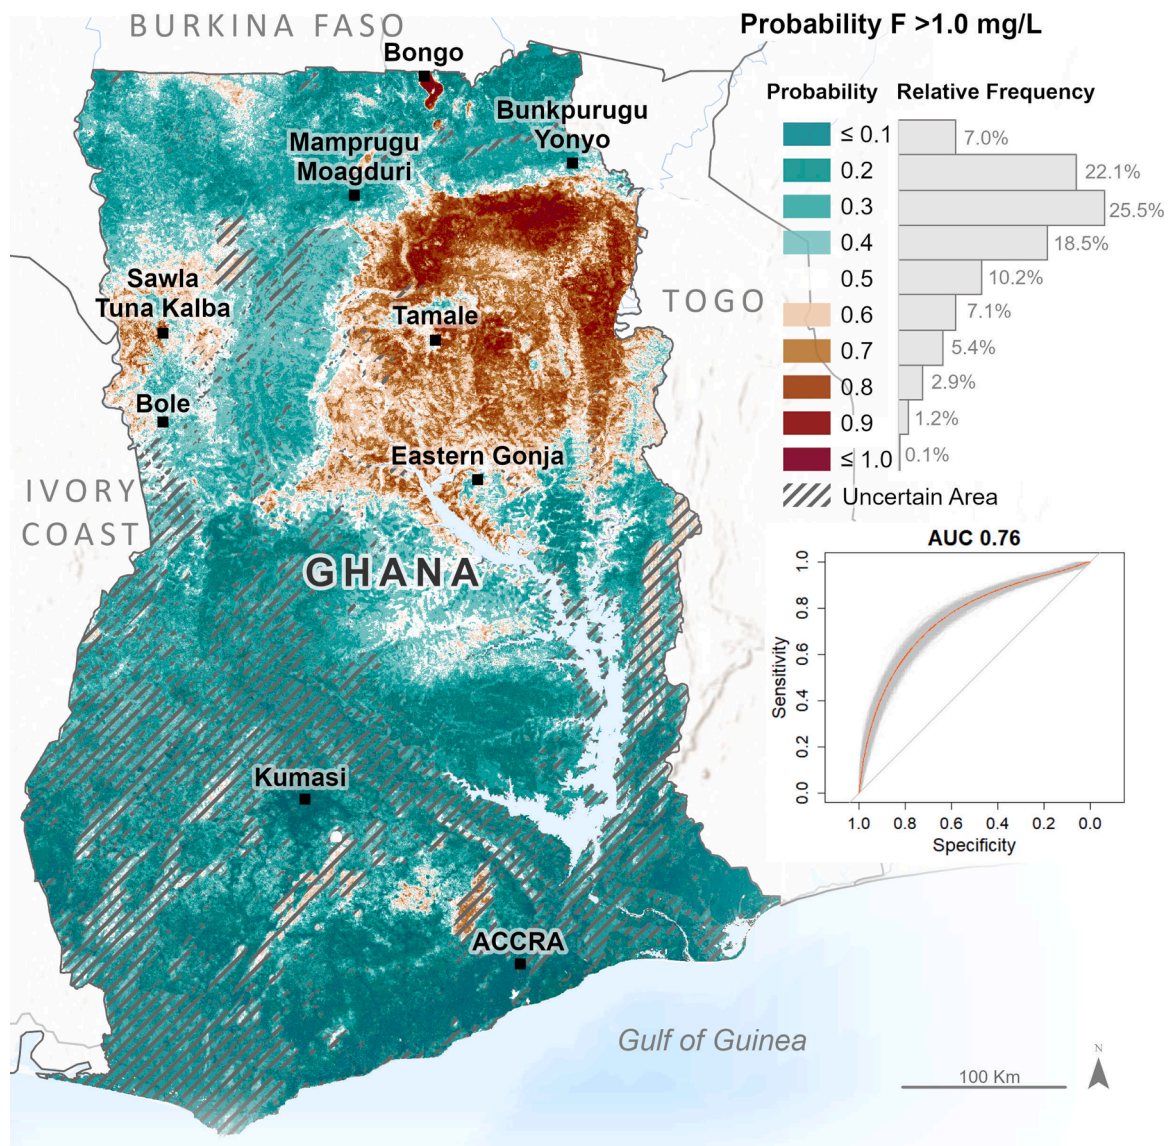 BURKINA FASO
Probability F >1.0 mg/L
Bongo
Probability
Relative Frequency
Bunkpurugu
Yonyo
Mamprugu
Moagduri
≤ 0.1
7.0%
0.2
22.1%
0.3
25.5%
0.4
18.5%
0.5
10.2%
0.6
7.1%
0.7
5.4%
0.8
2.9%
0.9
1.2%
≤ 1.0
0.1%
Uncertain Area
Sawla
Tuna Kalba
Tamale
TOGO
Bole
Eastern Gonja
IVORY
COAST
GHANA
AUC 0.76
Sensitivity
1.0
0.8
0.6
0.4
0.2
0.0
1.0 0.8 0.6 0.4 0.2 0.0
Specificity
Kumasi
ACCRA
Gulf of Guinea
N
100 Km